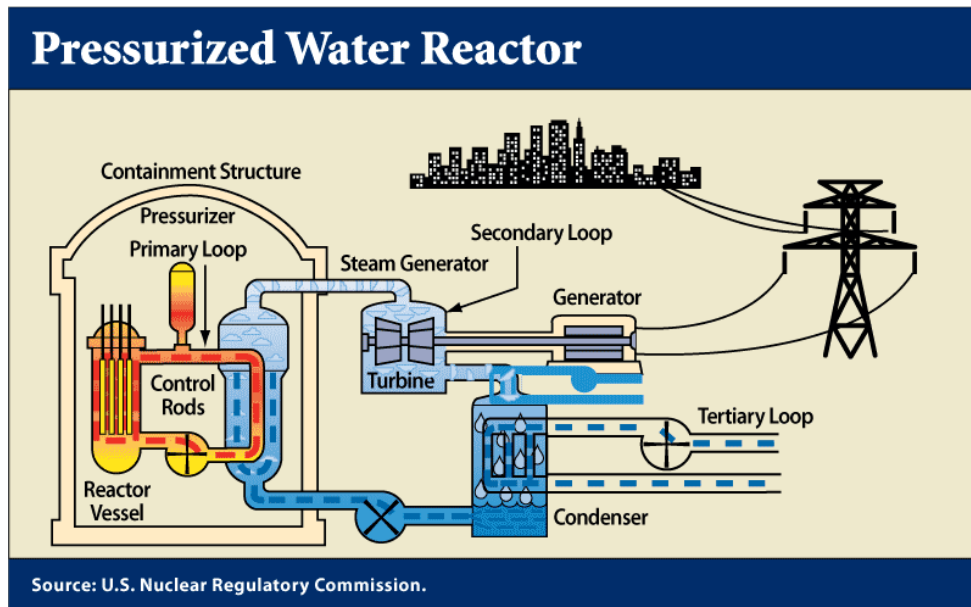 Pressurized Water Reactor
Containment Structure
Pressurizer
Primary Loop
Steam Generator
Secondary Loop
Generator
Turbine
Control
Rods
Tertiary Loop
Reactor
Vessel
Condenser
Source: U.S. Nuclear Regulatory Commission.